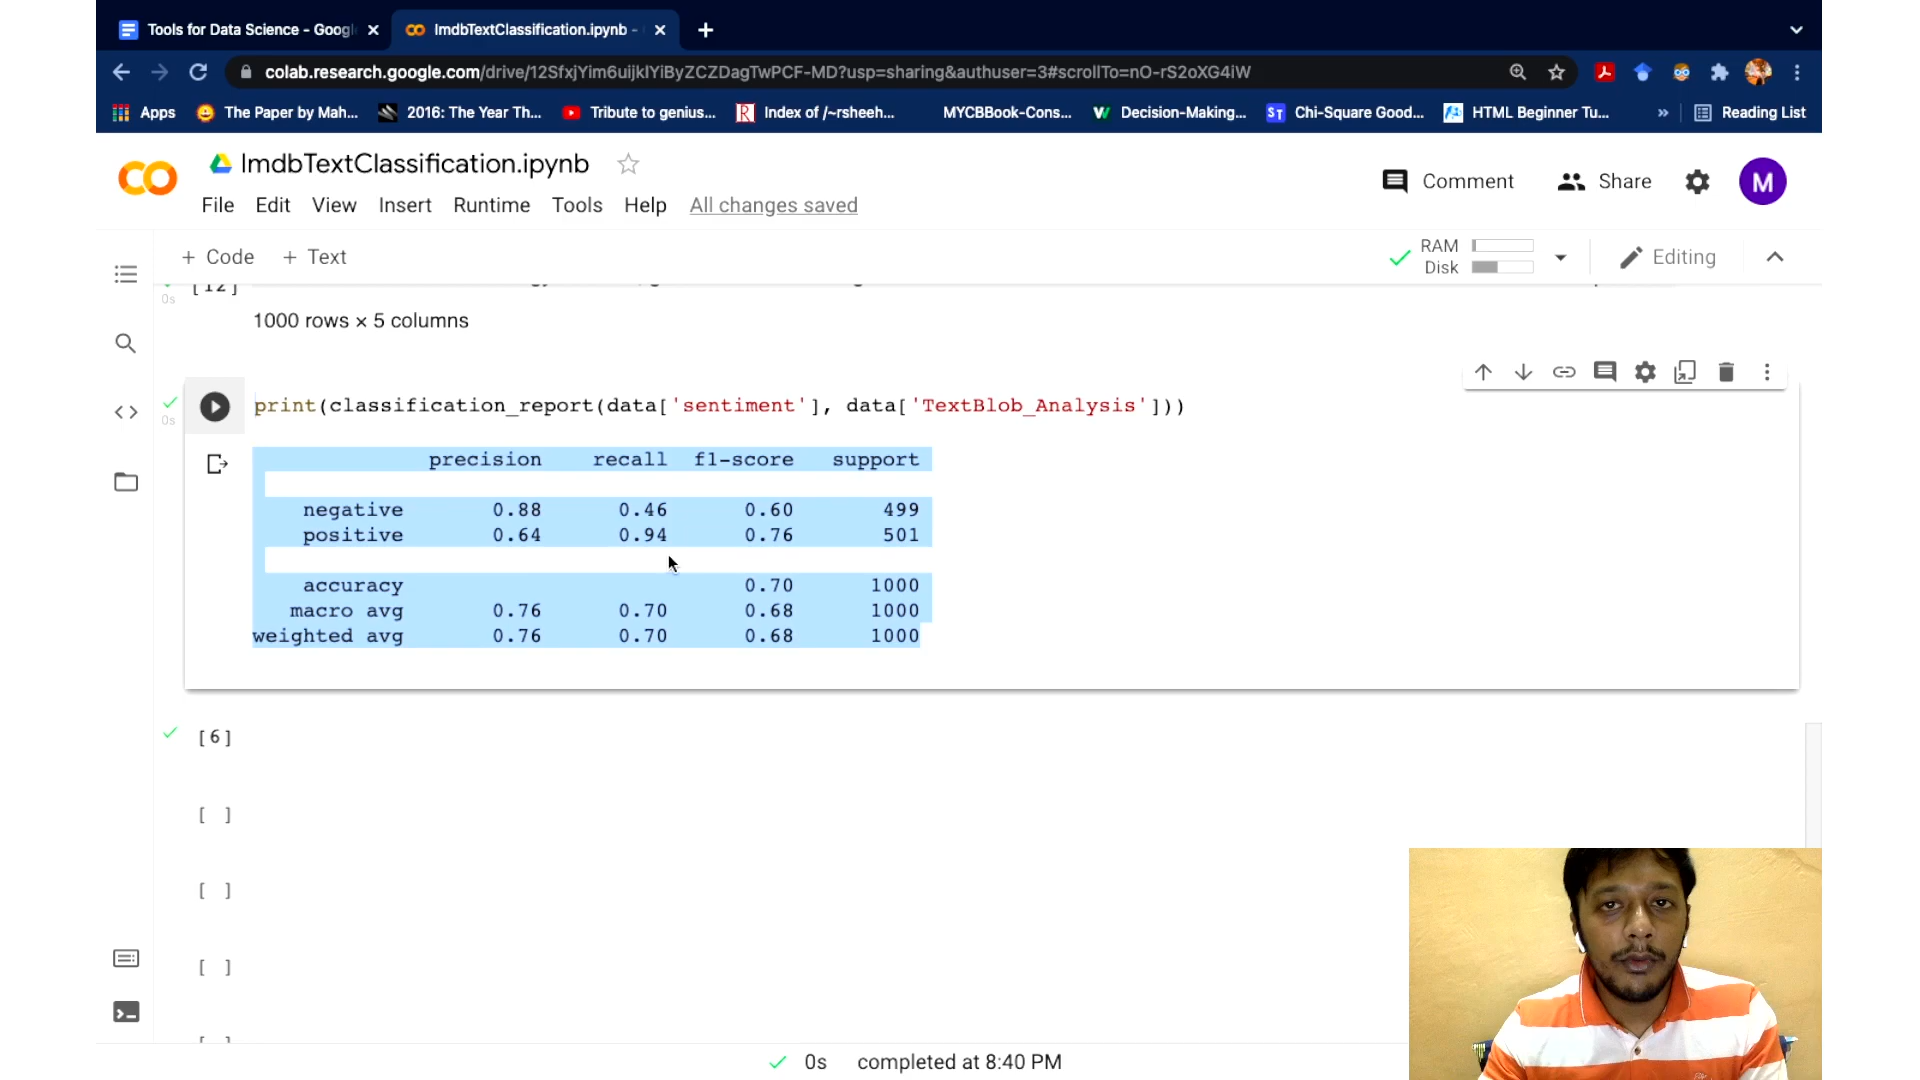 Tools for Data Science - Googl
ImdbTextClassification.ipynb -
colab.research.google.com/drive/12SfxjYim6uijkIYiByZCZDagTwPCF-MD?usp=sharing&authuser=3#scrollTo=nO-rS2oXG4iW
Apps The Paper by Mah... 2016: The Year Th... Tribute to genius... Index of /~rsheeh... MYCBBook-Cons... Decision-Making... Chi-Square Good... HTML Beginner Tu... » Reading List
ImdbTextClassification.ipynb
Comment Share M
File Edit View Insert Runtime Tools Help All changes saved
+ Code + Text RAM Disk Editing
0s [12]
1000 rows × 5 columns
0s print(classification_report(data['sentiment'], data['TextBlob_Analysis']))
precision recall f1-score support
negative 0.88 0.46 0.60 499
positive 0.64 0.94 0.76 501
accuracy 0.70 1000
macro avg 0.76 0.70 0.68 1000
weighted avg 0.76 0.70 0.68 1000
[6]
[ ]
[ ]
[ ]
0s completed at 8:40 PM